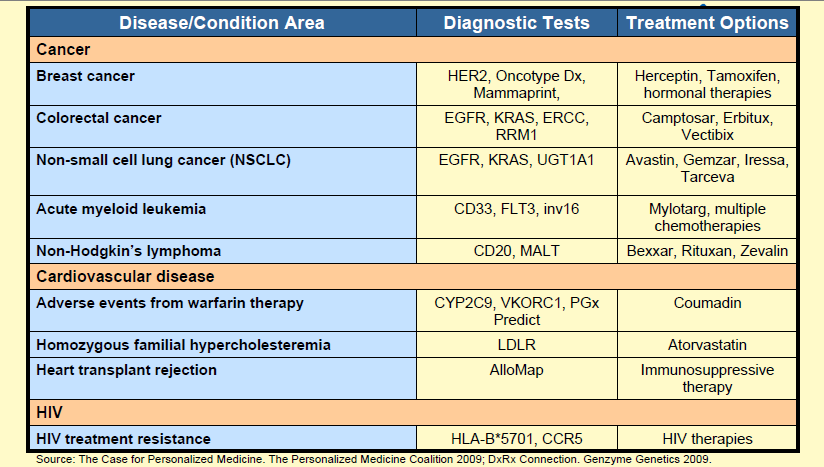 Disease/Condition Area Diagnostic Tests Treatment Options
Cancer
Breast cancer HER2, Oncotype Dx, Herceptin, Tamoxifen,
Mammaprint, hormonal therapies
Colorectal cancer EGFR, KRAS, ERCC, Camptosar, Erbitux,
RRM1 Vectibix
Non-small cell lung cancer (NSCLC) EGFR, KRAS, UGT1A1 Avastin, Gemzar, Iressa,
Tarceva
Acute myeloid leukemia CD33, FLT3, inv16 Mylotarg, multiple
chemotherapies
Non-Hodgkin's lymphoma CD20, MALT Bexxar, Rituxan, Zevalin
Cardiovascular disease
Adverse events from warfarin therapy CYP2C9, VKORC1, PGx Coumadin
Predict
Homozygous familial hypercholesteremia LDLR Atorvastatin
Heart transplant rejection AlloMap Immunosuppressive
therapy
HIV
HIV treatment resistance HLA-B*5701, CCR5 HIV therapies
Source: The Case for Personalized Medicine. The Personalized Medicine Coalition 2009; DxRx Connection. Genzyme Genetics 2009.